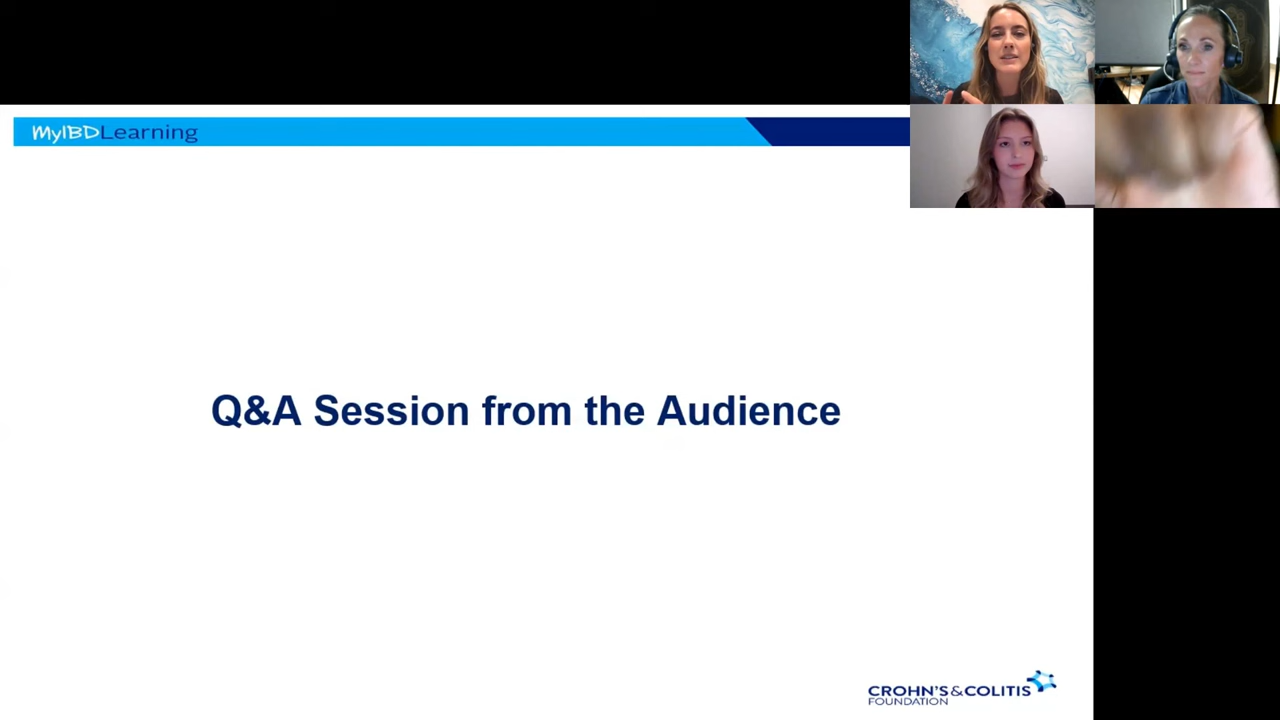 MyIBDLearning
Q&A Session from the Audience
CROHN'S & COLITIS
FOUNDATION